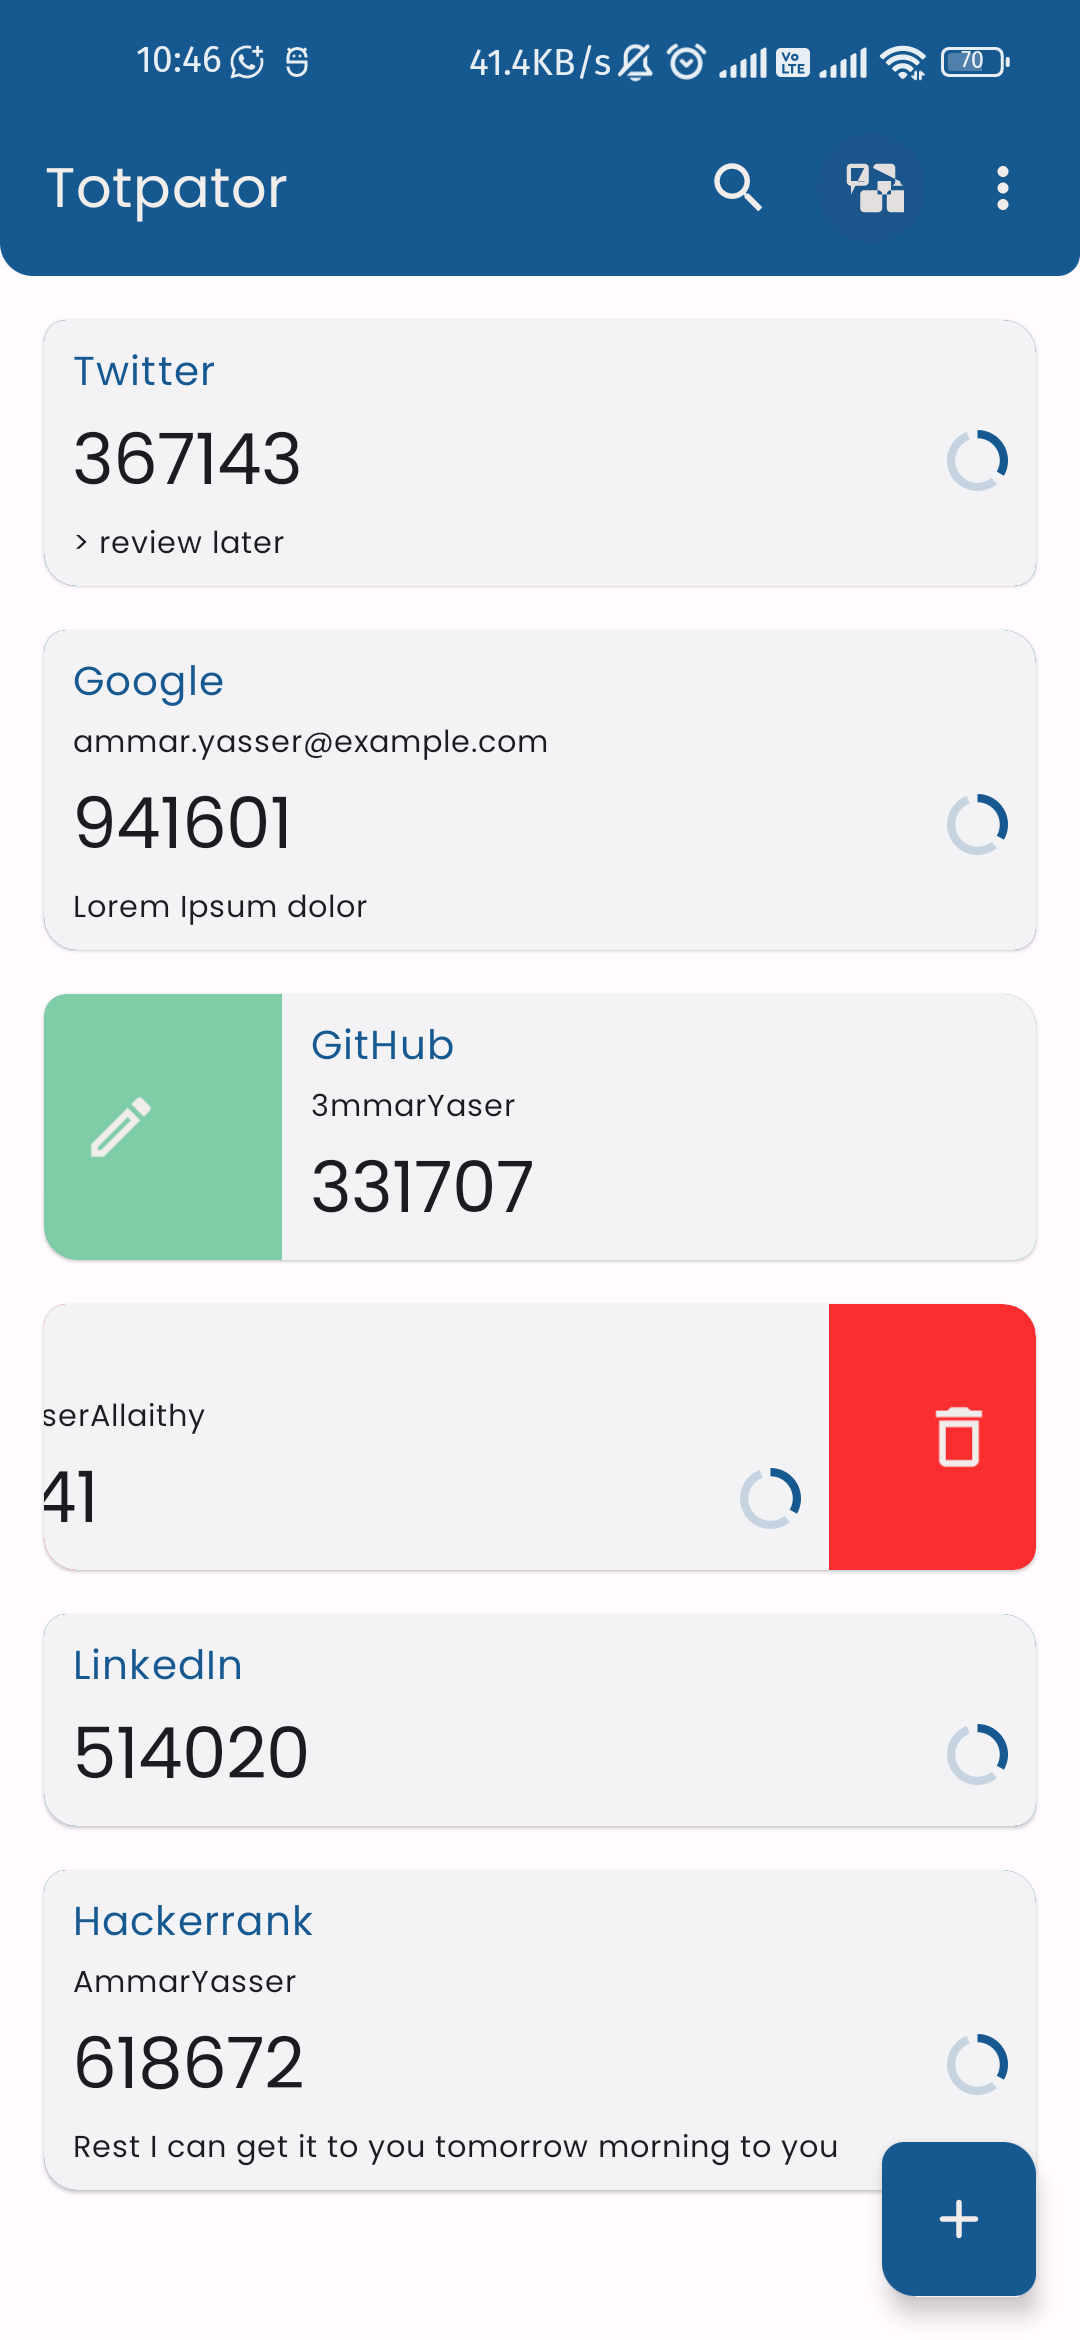 10:46 41.4KB/s Vo LTE 70
Totpator
Twitter
367143
> review later
Google
ammar.yasser@example.com
941601
Lorem Ipsum dolor
GitHub
3mmarYaser
331707
serAllaithy
41
LinkedIn
514020
Hackerrank
AmmarYasser
618672
Rest I can get it to you tomorrow morning to you